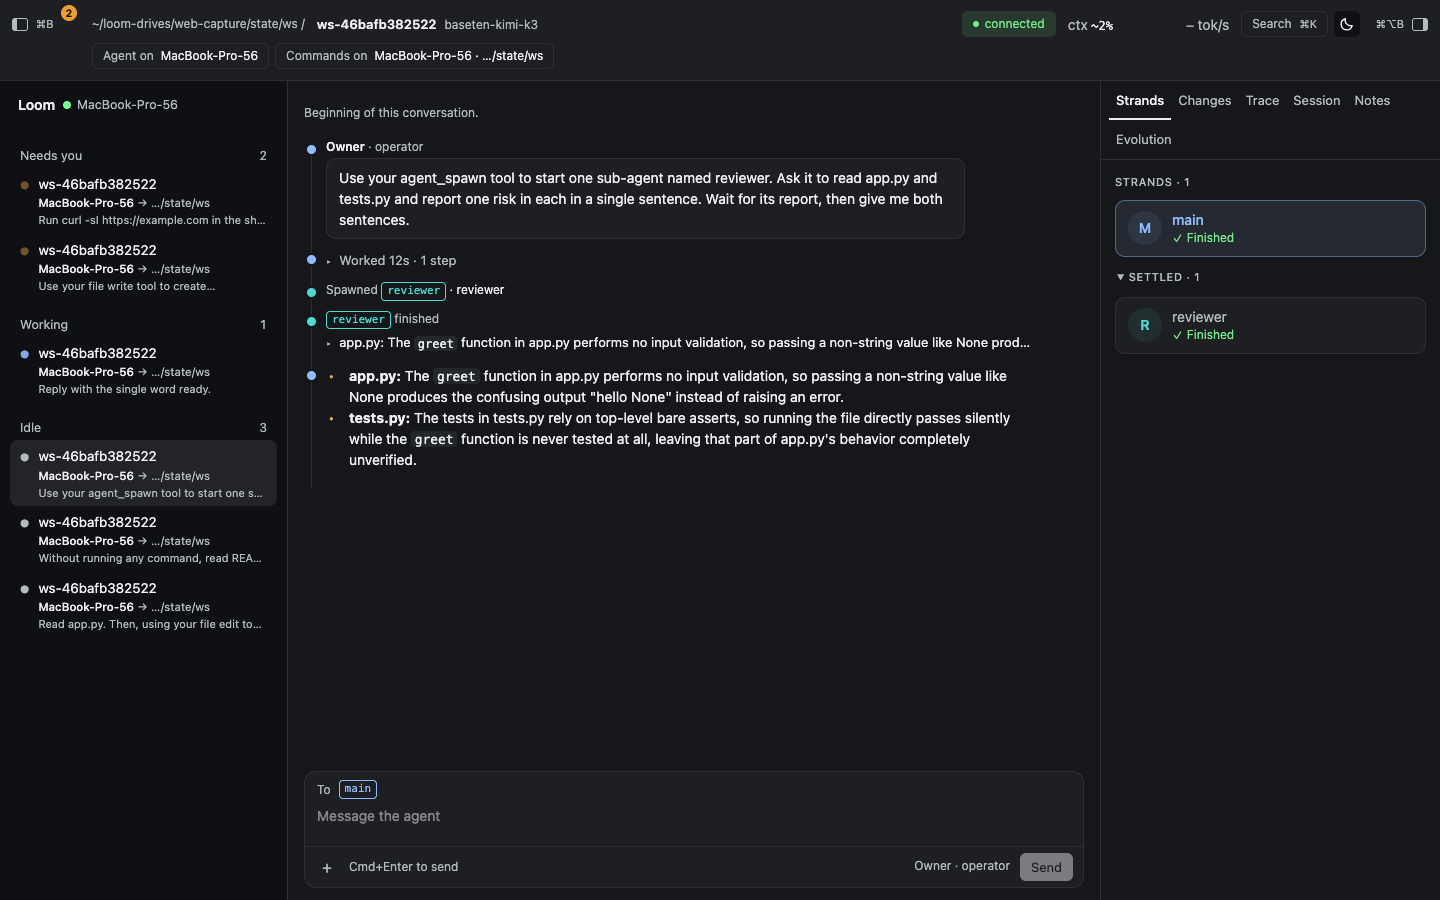 ⌘B
2
~/loom-drives/web-capture/state/ws / ws-46bafb382522 baseten-kimi-k3
connected
ctx ~2%
– tok/s
Search ⌘K
⌘⌥B
Agent on MacBook-Pro-56
Commands on MacBook-Pro-56 · …/state/ws
Loom MacBook-Pro-56
Needs you 2
ws-46bafb382522
MacBook-Pro-56 → …/state/ws
Run curl -sI https://example.com in the sh…
ws-46bafb382522
MacBook-Pro-56 → …/state/ws
Use your file write tool to create…
Working 1
ws-46bafb382522
MacBook-Pro-56 → …/state/ws
Reply with the single word ready.
Idle 3
ws-46bafb382522
MacBook-Pro-56 → …/state/ws
Use your agent_spawn tool to start one s…
ws-46bafb382522
MacBook-Pro-56 → …/state/ws
Without running any command, read REA…
ws-46bafb382522
MacBook-Pro-56 → …/state/ws
Read app.py. Then, using your file edit to…
Beginning of this conversation.
Owner · operator
Use your agent_spawn tool to start one sub-agent named reviewer. Ask it to read app.py and
tests.py and report one risk in each in a single sentence. Wait for its report, then give me both
sentences.
▸ Worked 12s · 1 step
Spawned reviewer · reviewer
reviewer finished
▸ app.py: The greet function in app.py performs no input validation, so passing a non-string value like None prod…
• app.py: The greet function in app.py performs no input validation, so passing a non-string value like
None produces the confusing output "hello None" instead of raising an error.
• tests.py: The tests in tests.py rely on top-level bare asserts, so running the file directly passes silently
while the greet function is never tested at all, leaving that part of app.py's behavior completely
unverified.
To main
Message the agent
+ Cmd+Enter to send
Owner · operator
Send
Strands Changes Trace Session Notes
Evolution
STRANDS · 1
M
main
✓ Finished
▼ SETTLED · 1
R
reviewer
✓ Finished